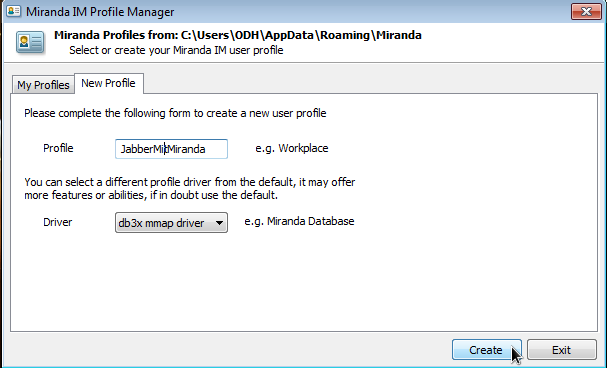 Miranda IM Profile Manager
Miranda Profiles from: C:\Users\ODH\AppData\Roaming\Miranda
Select or create your Miranda IM user profile
My Profiles New Profile
Please complete the following form to create a new user profile
Profile JabberMitMiranda e.g. Workplace
You can select a different profile driver from the default, it may offer
more features or abilities, if in doubt use the default.
Driver db3x mmap driver e.g. Miranda Database
Create Exit